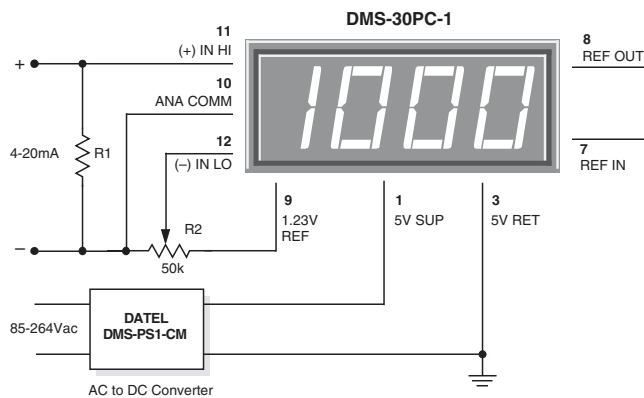 DMS-30PC-1
11
(+) IN HI
8
REF OUT
+
10
ANA COMM
1000
4-20mA
R1
12
(–) IN LO
7
REF IN
9
1.23V
REF
1
5V SUP
3
5V RET
–
R2
50k
85-264Vac
DATEL
DMS-PS1-CM
AC to DC Converter